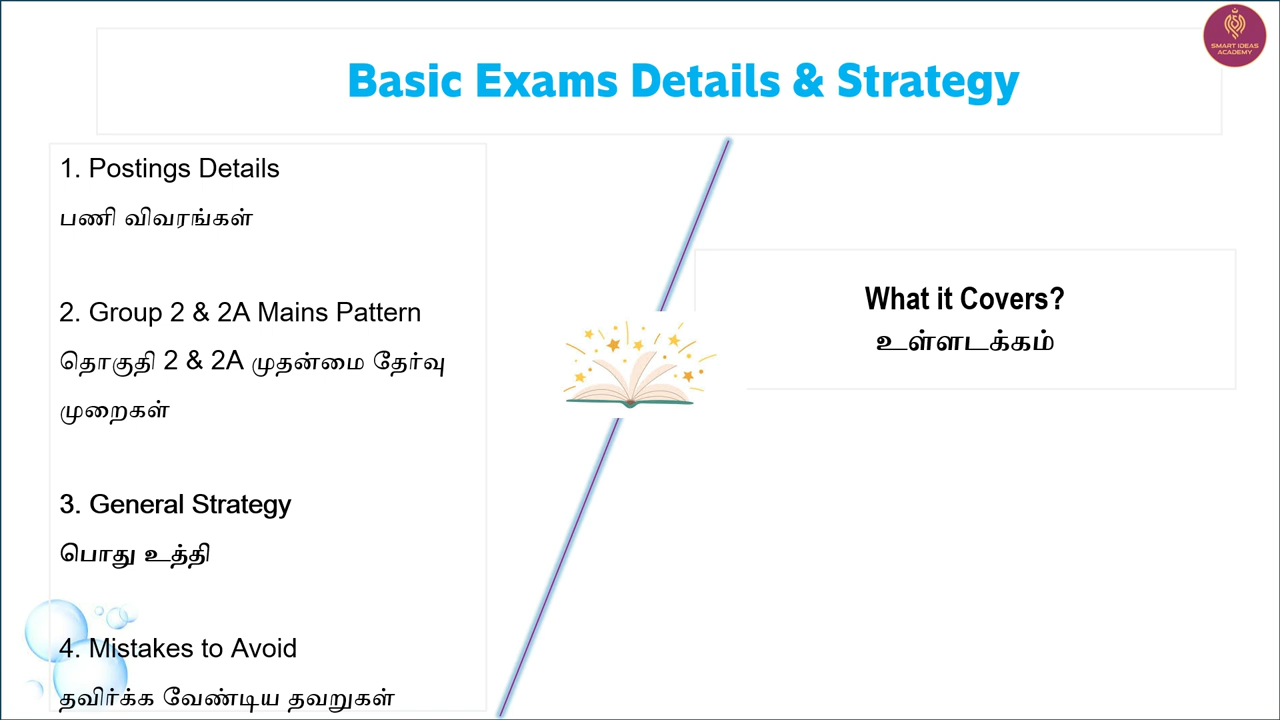 SMART IDEAS
ACADEMY
Basic Exams Details & Strategy
1. Postings Details
பணி விவரங்கள்
2. Group 2 & 2A Mains Pattern
தொகுதி 2 & 2A முதன்மை தேர்வு
முறைகள்
3. General Strategy
பொது உத்தி
4. Mistakes to Avoid
தவிர்க்க வேண்டிய தவறுகள்
What it Covers?
உள்ளடக்கம்